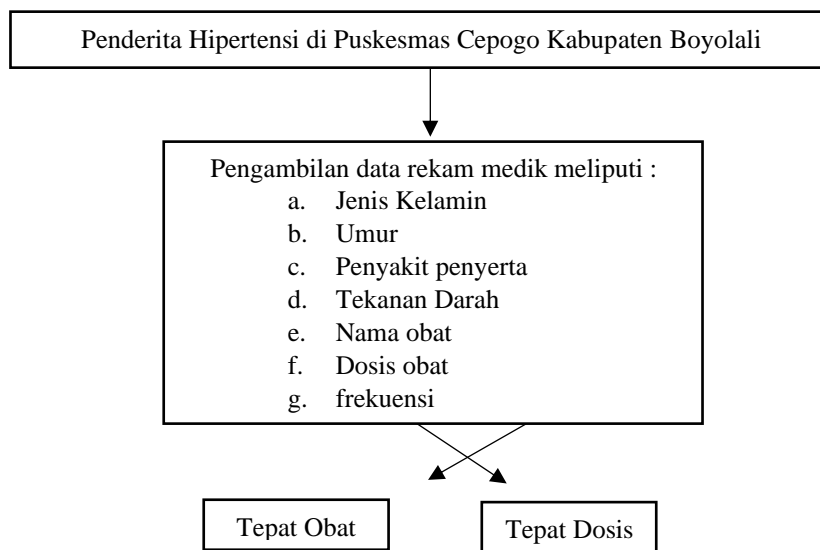 Penderita Hipertensi di Puskesmas Cepogo Kabupaten Boyolali
Pengambilan data rekam medik meliputi :
a. Jenis Kelamin
b. Umur
c. Penyakit penyerta
d. Tekanan Darah
e. Nama obat
f. Dosis obat
g. frekuensi
Tepat Obat
Tepat Dosis